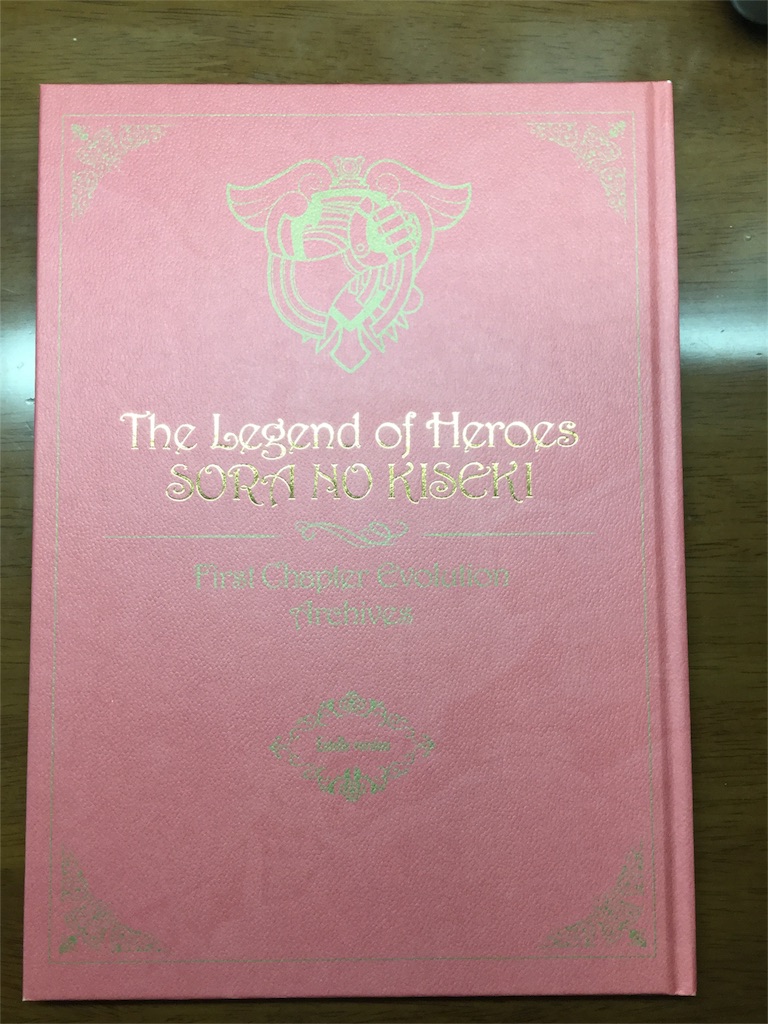 The Legend of Heroes
SORA NO KISEKI
First Chapter Evolution
Archives